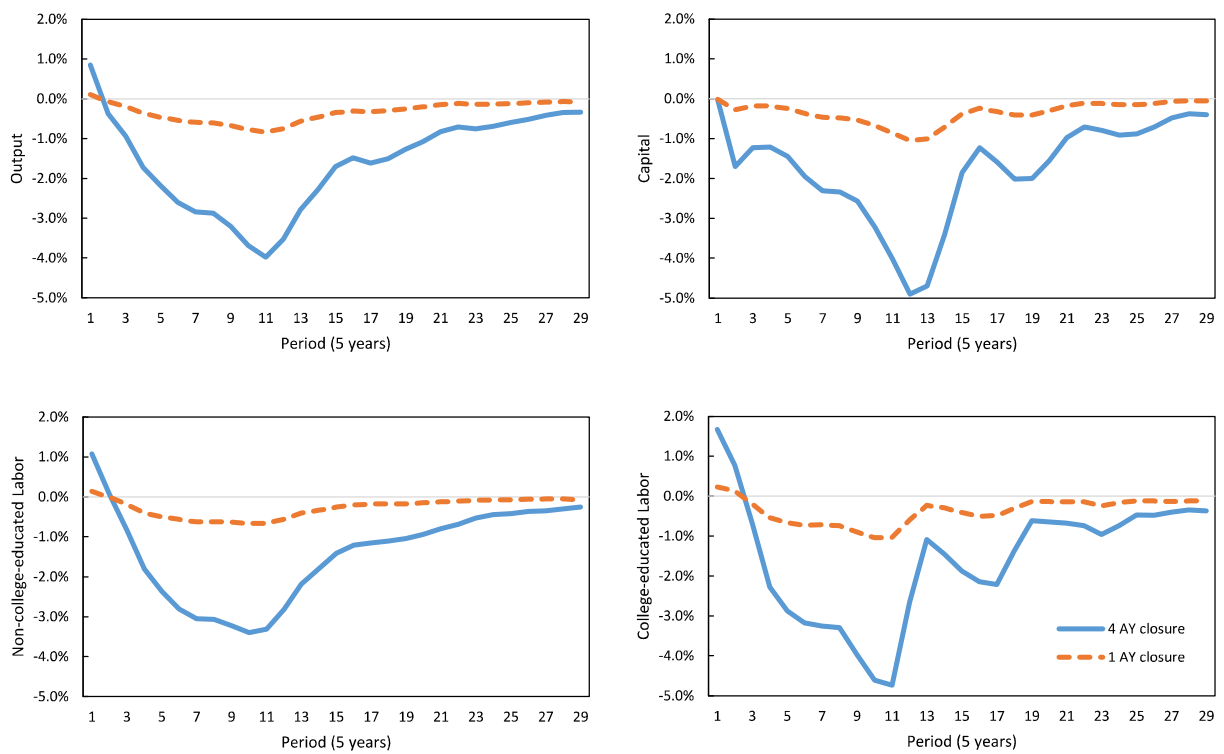 Output
2.0%
1.0%
0.0%
-1.0%
-2.0%
-3.0%
-4.0%
-5.0%
1 3 5 7 9 11 13 15 17 19 21 23 25 27 29
Period (5 years)
Capital
2.0%
1.0%
0.0%
-1.0%
-2.0%
-3.0%
-4.0%
-5.0%
1 3 5 7 9 11 13 15 17 19 21 23 25 27 29
Period (5 years)
Non-college-educated Labor
2.0%
1.0%
0.0%
-1.0%
-2.0%
-3.0%
-4.0%
-5.0%
1 3 5 7 9 11 13 15 17 19 21 23 25 27 29
Period (5 years)
College-educated Labor
2.0%
1.0%
0.0%
-1.0%
-2.0%
-3.0%
-4.0%
-5.0%
4 AY closure
1 AY closure
1 3 5 7 9 11 13 15 17 19 21 23 25 27 29
Period (5 years)